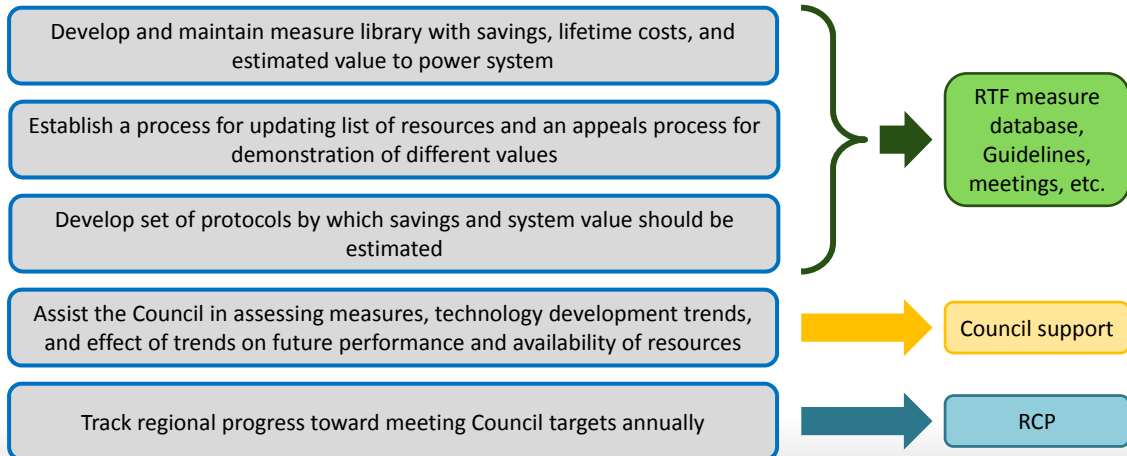 Develop and maintain measure library with savings, lifetime costs, and
estimated value to power system
Establish a process for updating list of resources and an appeals process for
demonstration of different values
Develop set of protocols by which savings and system value should be
estimated
RTF measure
database,
Guidelines,
meetings, etc.
Assist the Council in assessing measures, technology development trends,
and effect of trends on future performance and availability of resources
Council support
Track regional progress toward meeting Council targets annually
RCP